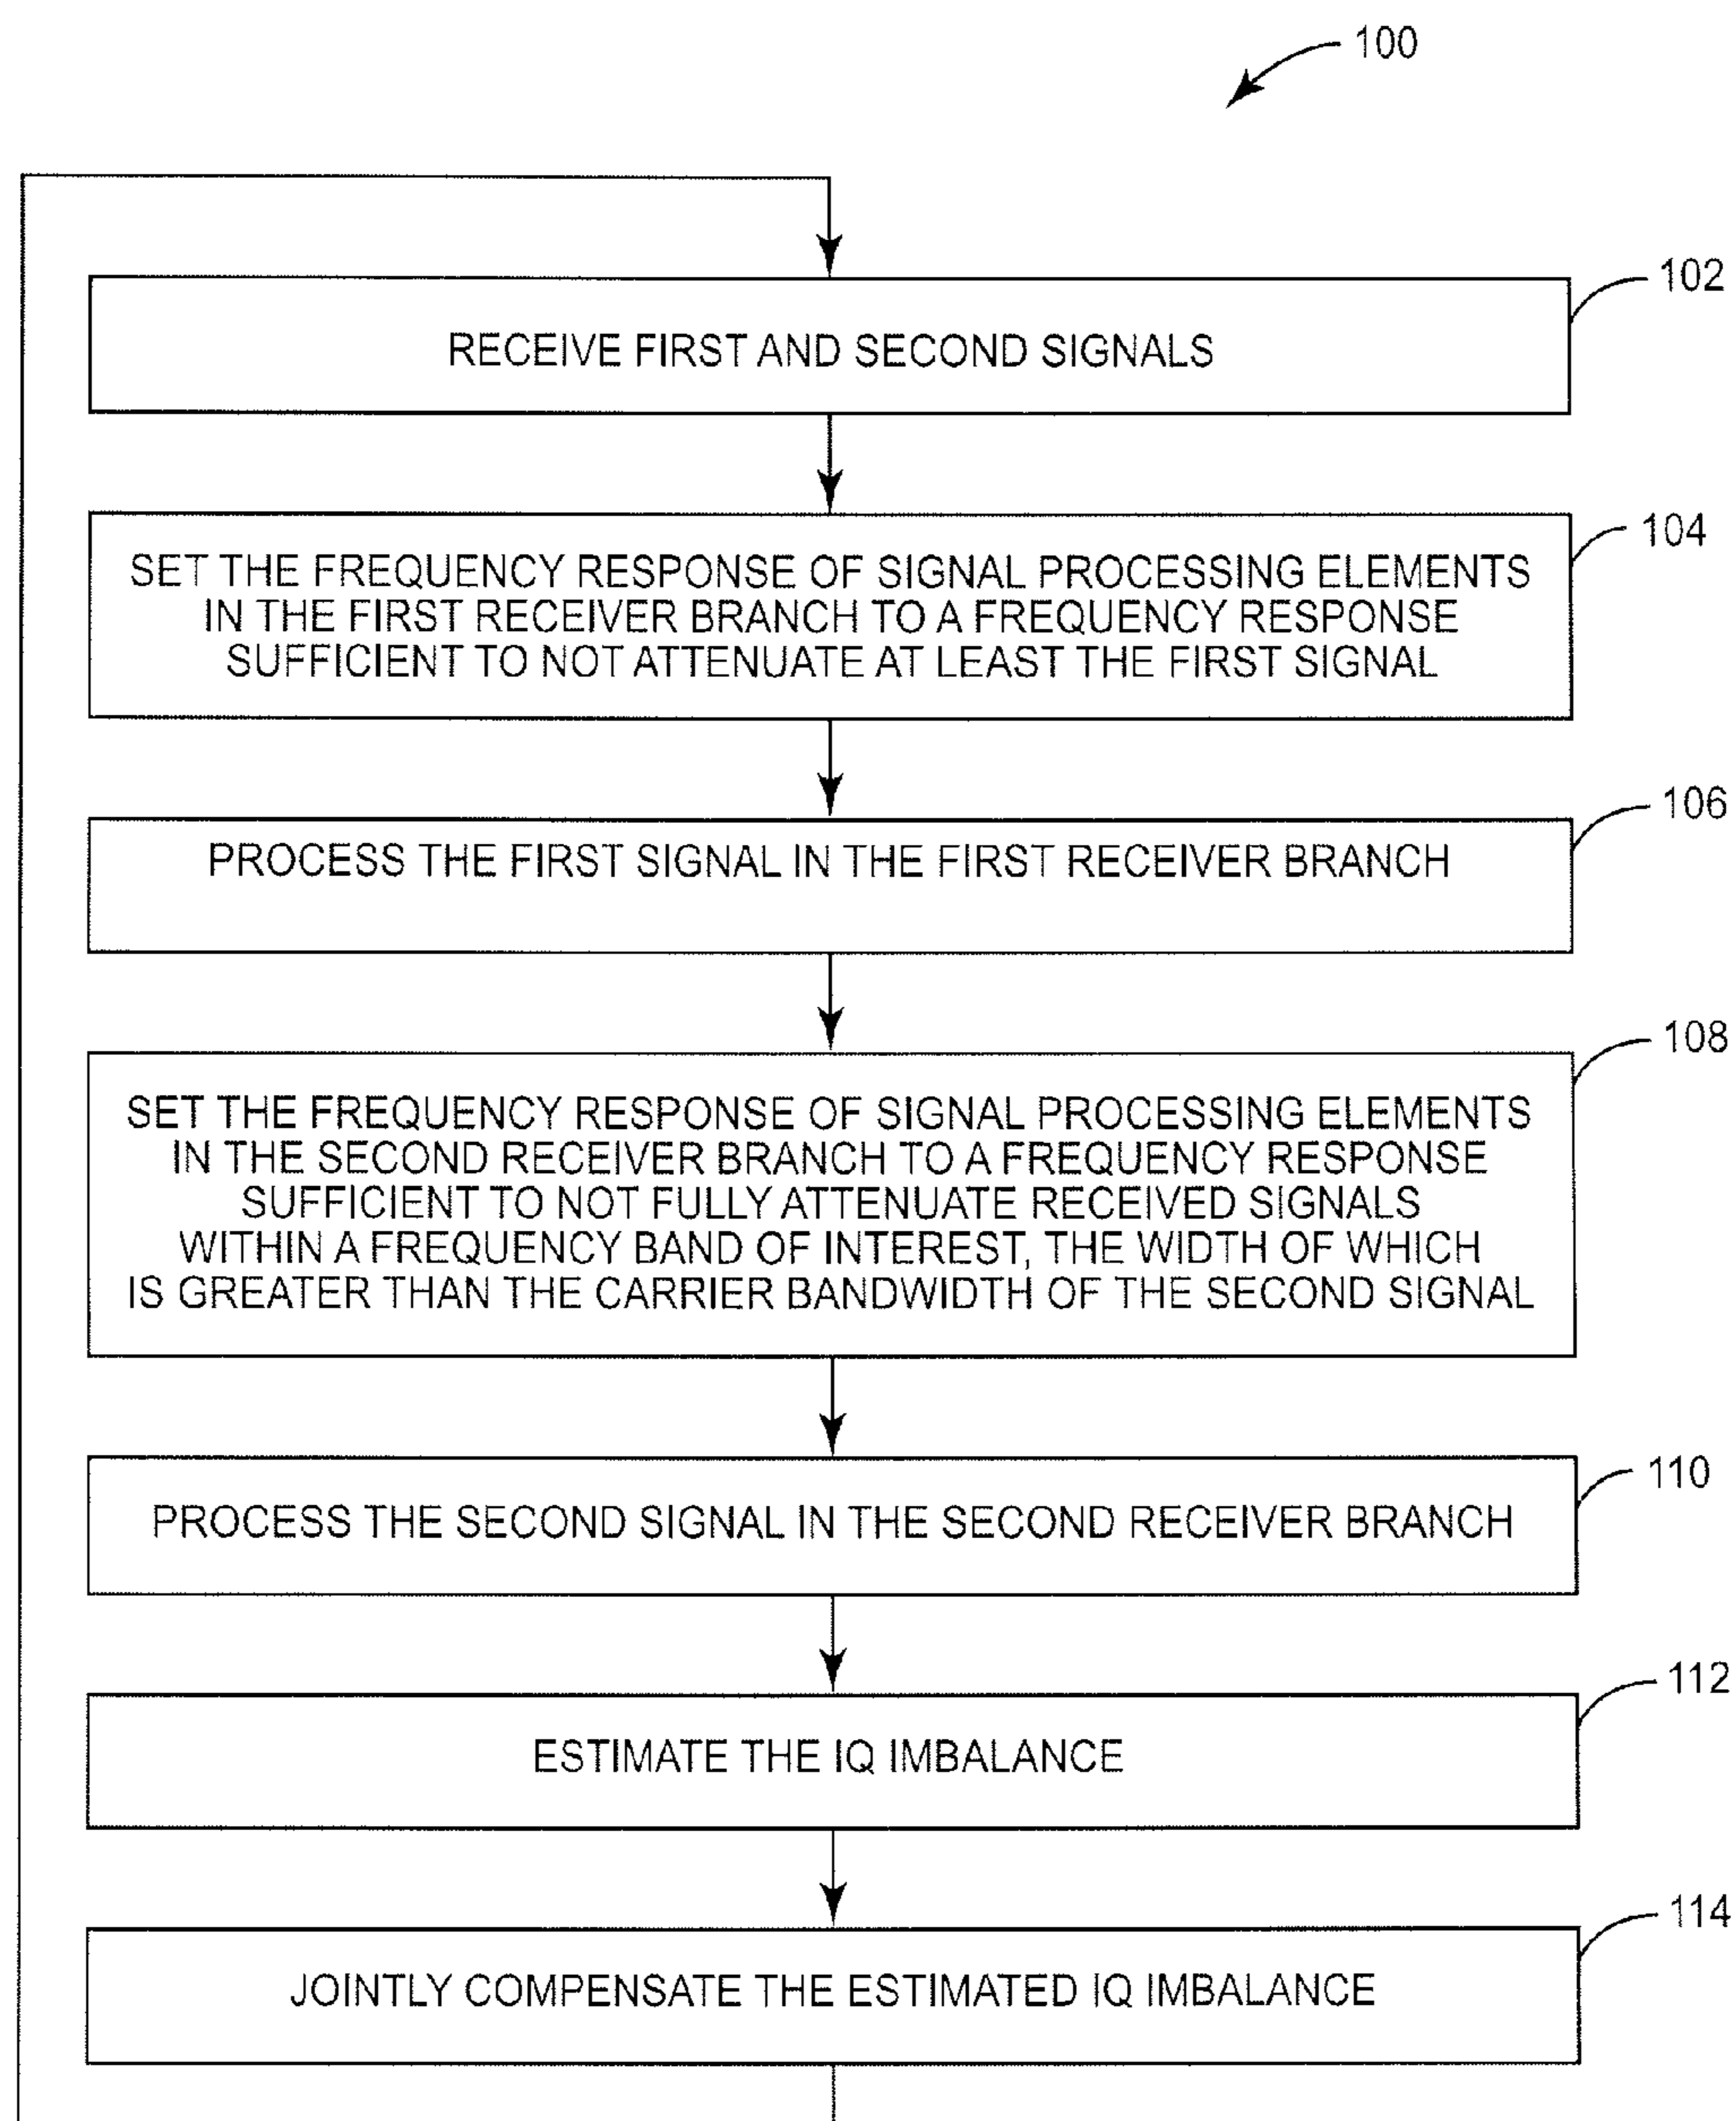 100
102
RECEIVE FIRST AND SECOND SIGNALS
104
SET THE FREQUENCY RESPONSE OF SIGNAL PROCESSING ELEMENTS
IN THE FIRST RECEIVER BRANCH TO A FREQUENCY RESPONSE
SUFFICIENT TO NOT ATTENUATE AT LEAST THE FIRST SIGNAL
106
PROCESS THE FIRST SIGNAL IN THE FIRST RECEIVER BRANCH
108
SET THE FREQUENCY RESPONSE OF SIGNAL PROCESSING ELEMENTS
IN THE SECOND RECEIVER BRANCH TO A FREQUENCY RESPONSE
SUFFICIENT TO NOT FULLY ATTENUATE RECEIVED SIGNALS
WITHIN A FREQUENCY BAND OF INTEREST, THE WIDTH OF WHICH
IS GREATER THAN THE CARRIER BANDWIDTH OF THE SECOND SIGNAL
110
PROCESS THE SECOND SIGNAL IN THE SECOND RECEIVER BRANCH
112
ESTIMATE THE IQ IMBALANCE
114
JOINTLY COMPENSATE THE ESTIMATED IQ IMBALANCE